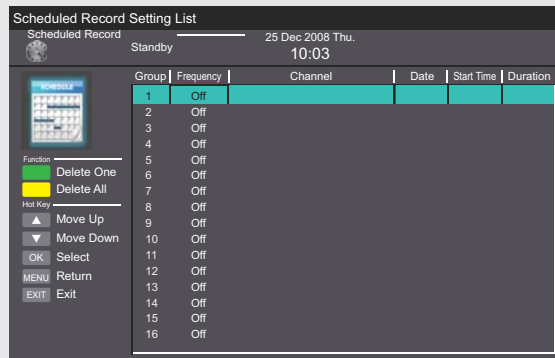 Scheduled Record Setting List
Scheduled Record
Standby
25 Dec 2008 Thu.
10:03
SCHEDULE
Group Frequency Channel Date Start Time Duration
1 Off
2 Off
3 Off
4 Off
5 Off
6 Off
7 Off
8 Off
9 Off
10 Off
11 Off
12 Off
13 Off
14 Off
15 Off
16 Off
Function
Delete One
Delete All
Hot Key
Move Up
Move Down
OK Select
MENU Return
EXIT Exit